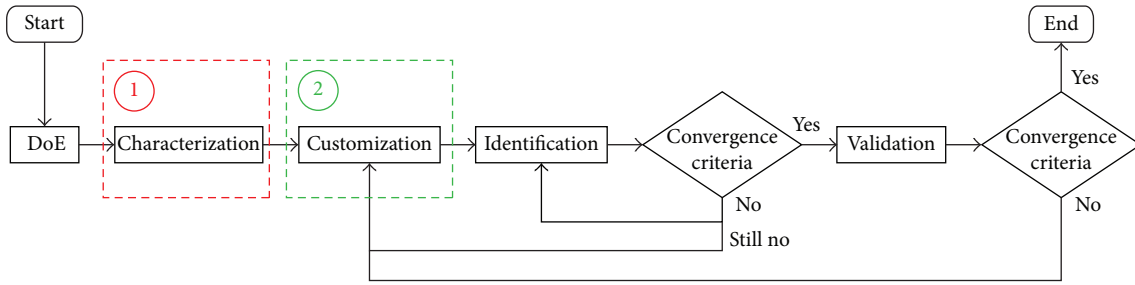 Start
End
1
2
Yes
DoE
Characterization
Customization
Identification
Convergence
criteria
Yes
Validation
Convergence
criteria
No
No
Still no